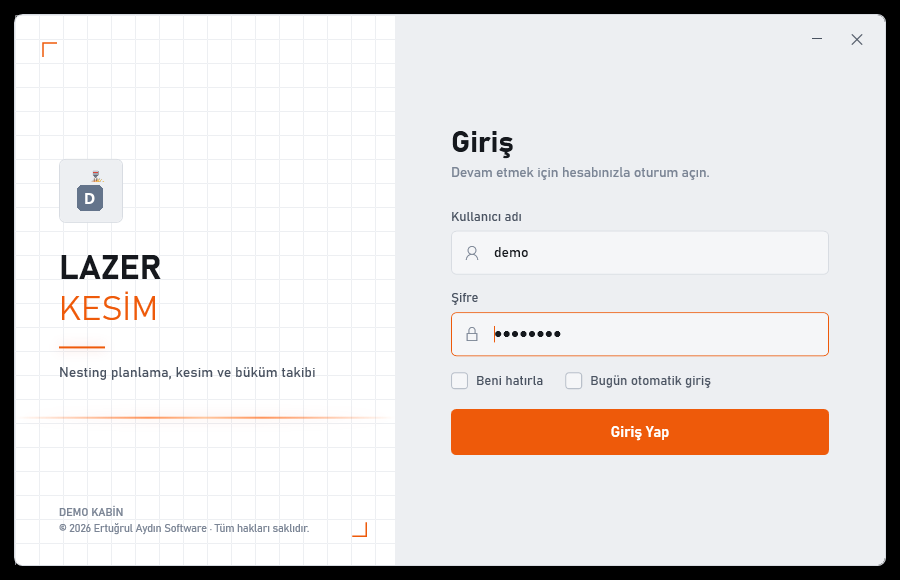 D
LAZER
KESİM
Nesting planlama, kesim ve büküm takibi
DEMO KABİN
© 2026 Ertuğrul Aydın Software · Tüm hakları saklıdır.
Giriş
Devam etmek için hesabınızla oturum açın.
Kullanıcı adı
demo
Şifre
••••••••
Beni hatırla
Bugün otomatik giriş
Giriş Yap